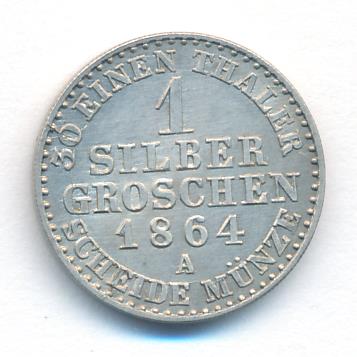 30 EINEN THALER
1
SILBER
GROSCHEN
1864
A
SCHEIDE MÜNZE